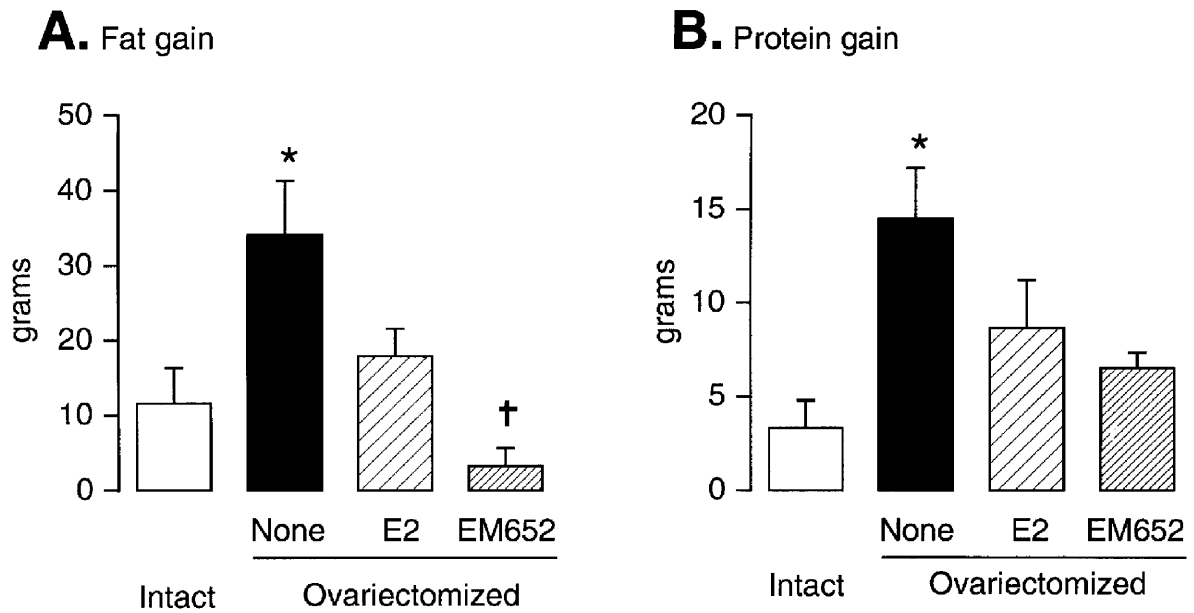 A. Fat gain
50
40
30
20
10
0
grams
*
†
None E2 EM652
Intact Ovariectomized
B. Protein gain
20
15
10
5
0
grams
*
None E2 EM652
Intact Ovariectomized